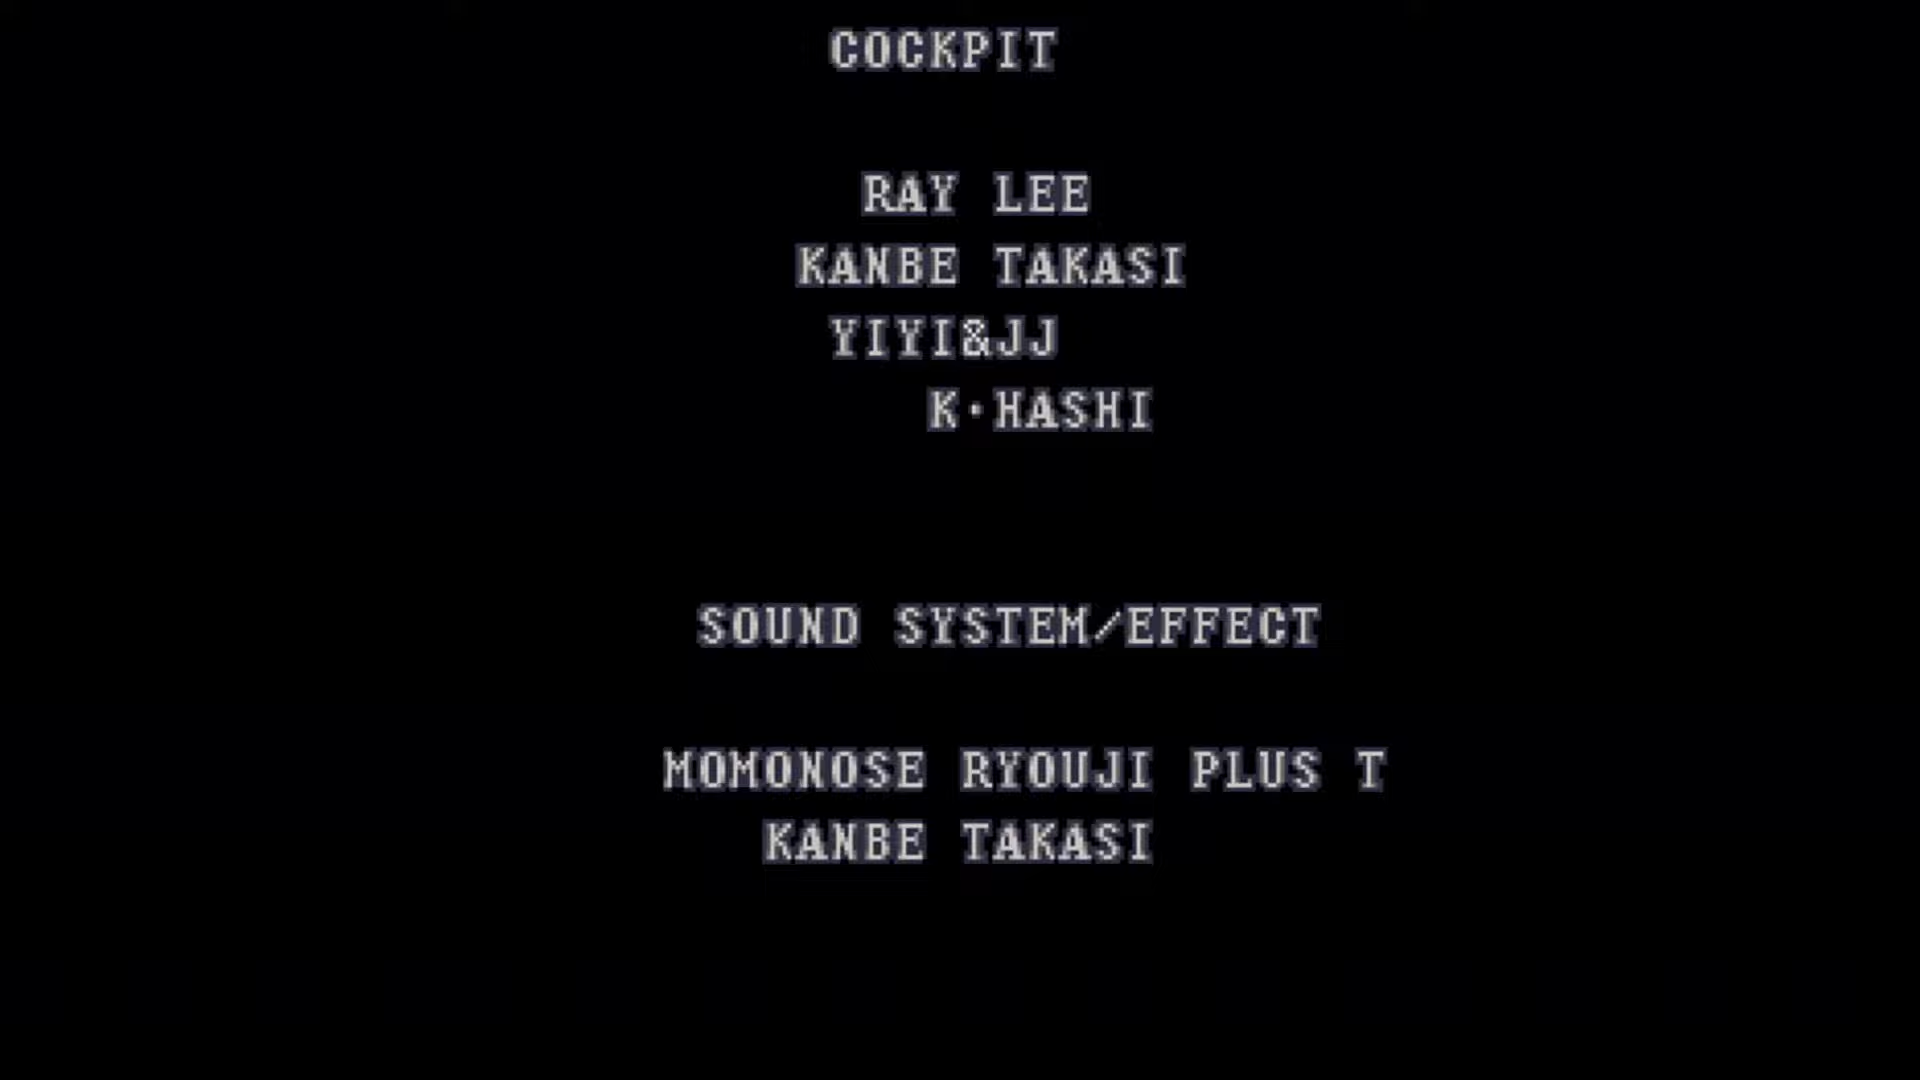 COCKPIT
RAY LEE
KANBE TAKASI
YIYI&JJ
K·HASHI
SOUND SYSTEM/EFFECT
MOMONOSE RYOUJI PLUS T
KANBE TAKASI